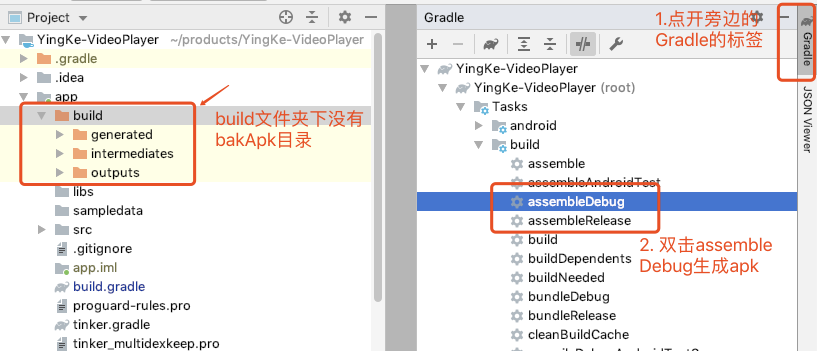 Project
YingKe-VideoPlayer ~/products/YingKe-VideoPlayer
.gradle
.idea
app
build
generated
intermediates
outputs
libs
sampledata
src
.gitignore
app.iml
build.gradle
proguard-rules.pro
tinker.gradle
tinker_multidexkeep.pro
build文件夹下没有
bakApk目录
Gradle
YingKe-VideoPlayer
YingKe-VideoPlayer (root)
Tasks
android
build
assemble
assembleAndroidTest
assembleDebug
assembleRelease
build
buildDependents
buildNeeded
bundleDebug
bundleRelease
cleanBuildCache
1.点开旁边的
Gradle的标签
2. 双击assemble
Debug生成apk
Gradle
JSON Viewer